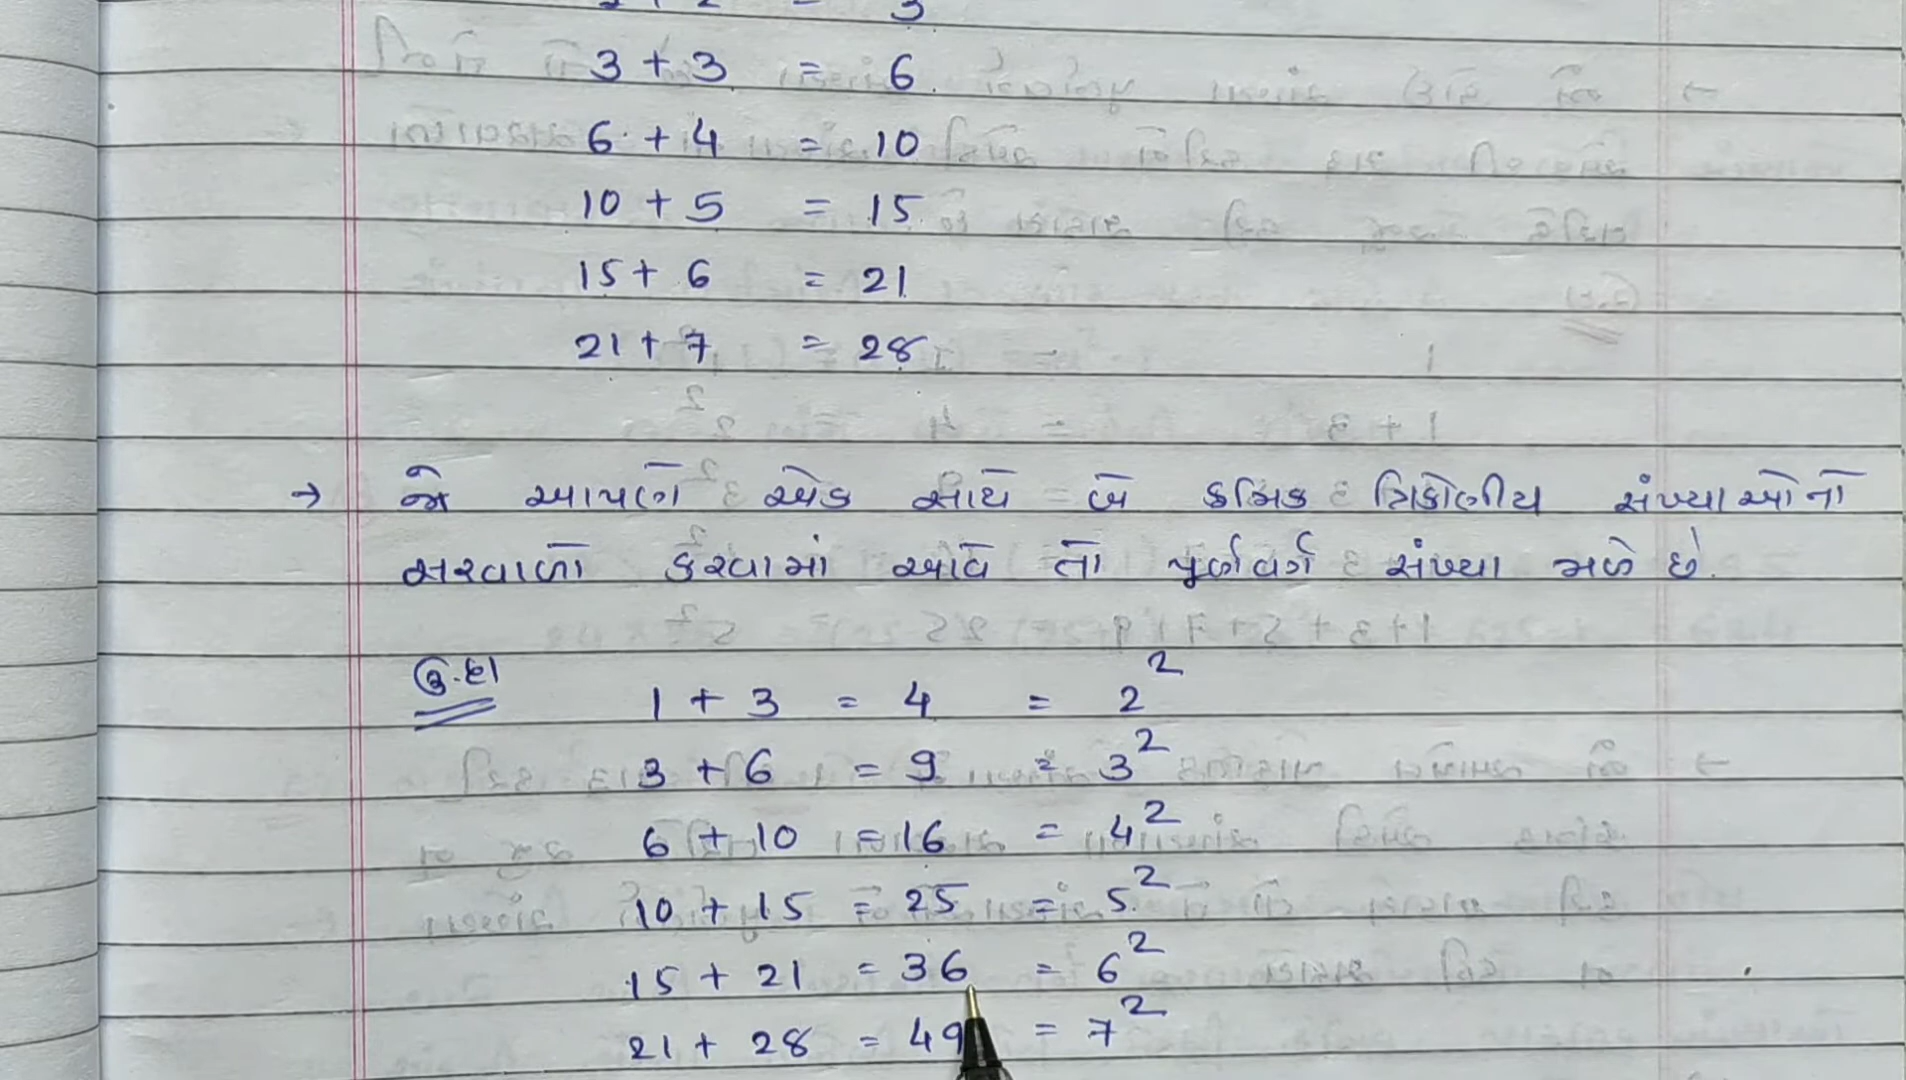 3 + 3 = 6
6 + 4 = 10
10 + 5 = 15
15 + 6 = 21
21 + 7 = 28
→ જો આપણે એક સાથે બે ક્રમિક ત્રિકોણીય સંખ્યાઓનો
સરવાળો કરવામાં આવે તો પૂર્ણવર્ગ સંખ્યા મળે છે.
ઉ.દા 1 + 3 = 4 = 2²
3 + 6 = 9 = 3²
6 + 10 = 16 = 4²
10 + 15 = 25 = 5²
15 + 21 = 36 = 6²
21 + 28 = 49 = 7²